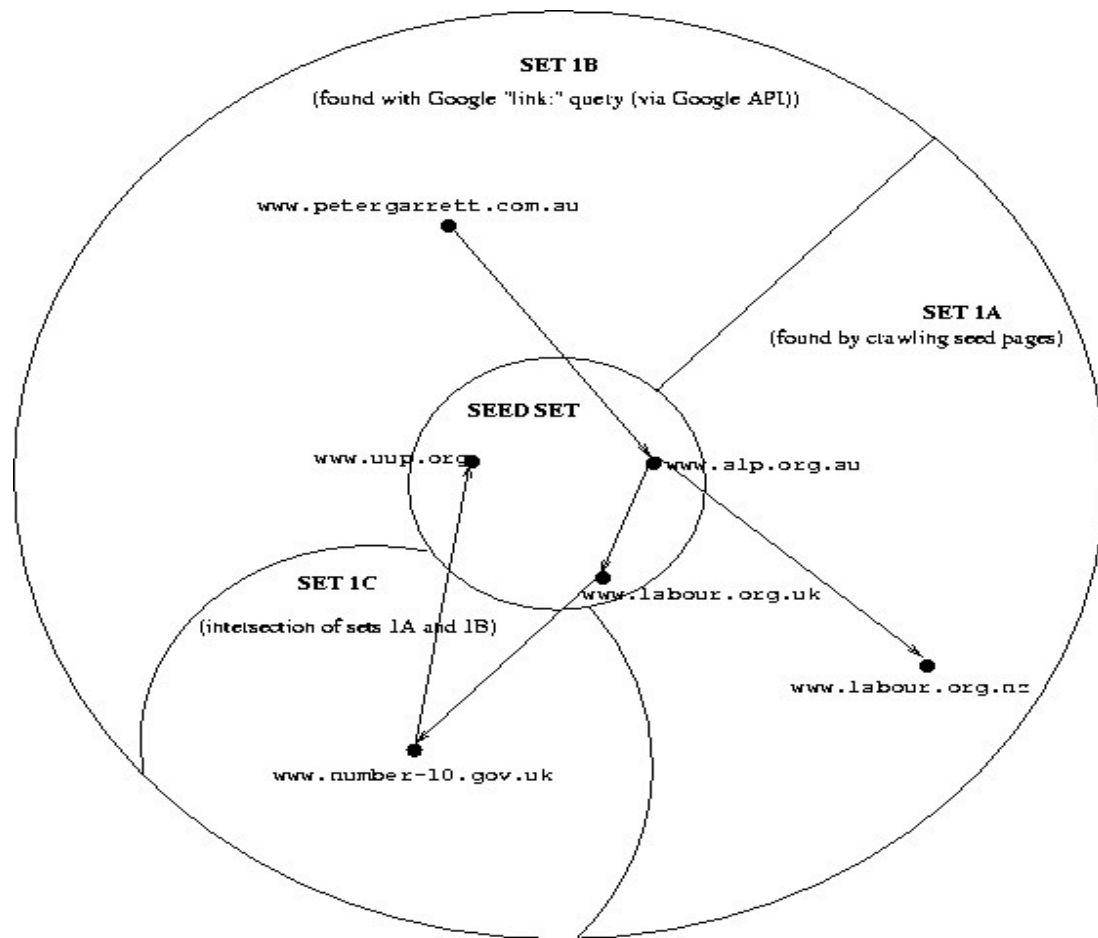 SET 1B
(found with Google "link:" query (via Google API))
www.petergarrett.com.au
SET 1A
(found by crawling seed pages)
SEED SET
www.uup.org
www.alp.org.au
SET 1C
www.labour.org.uk
(intersection of sets 1A and 1B)
www.labour.org.nz
www.number-10.gov.uk